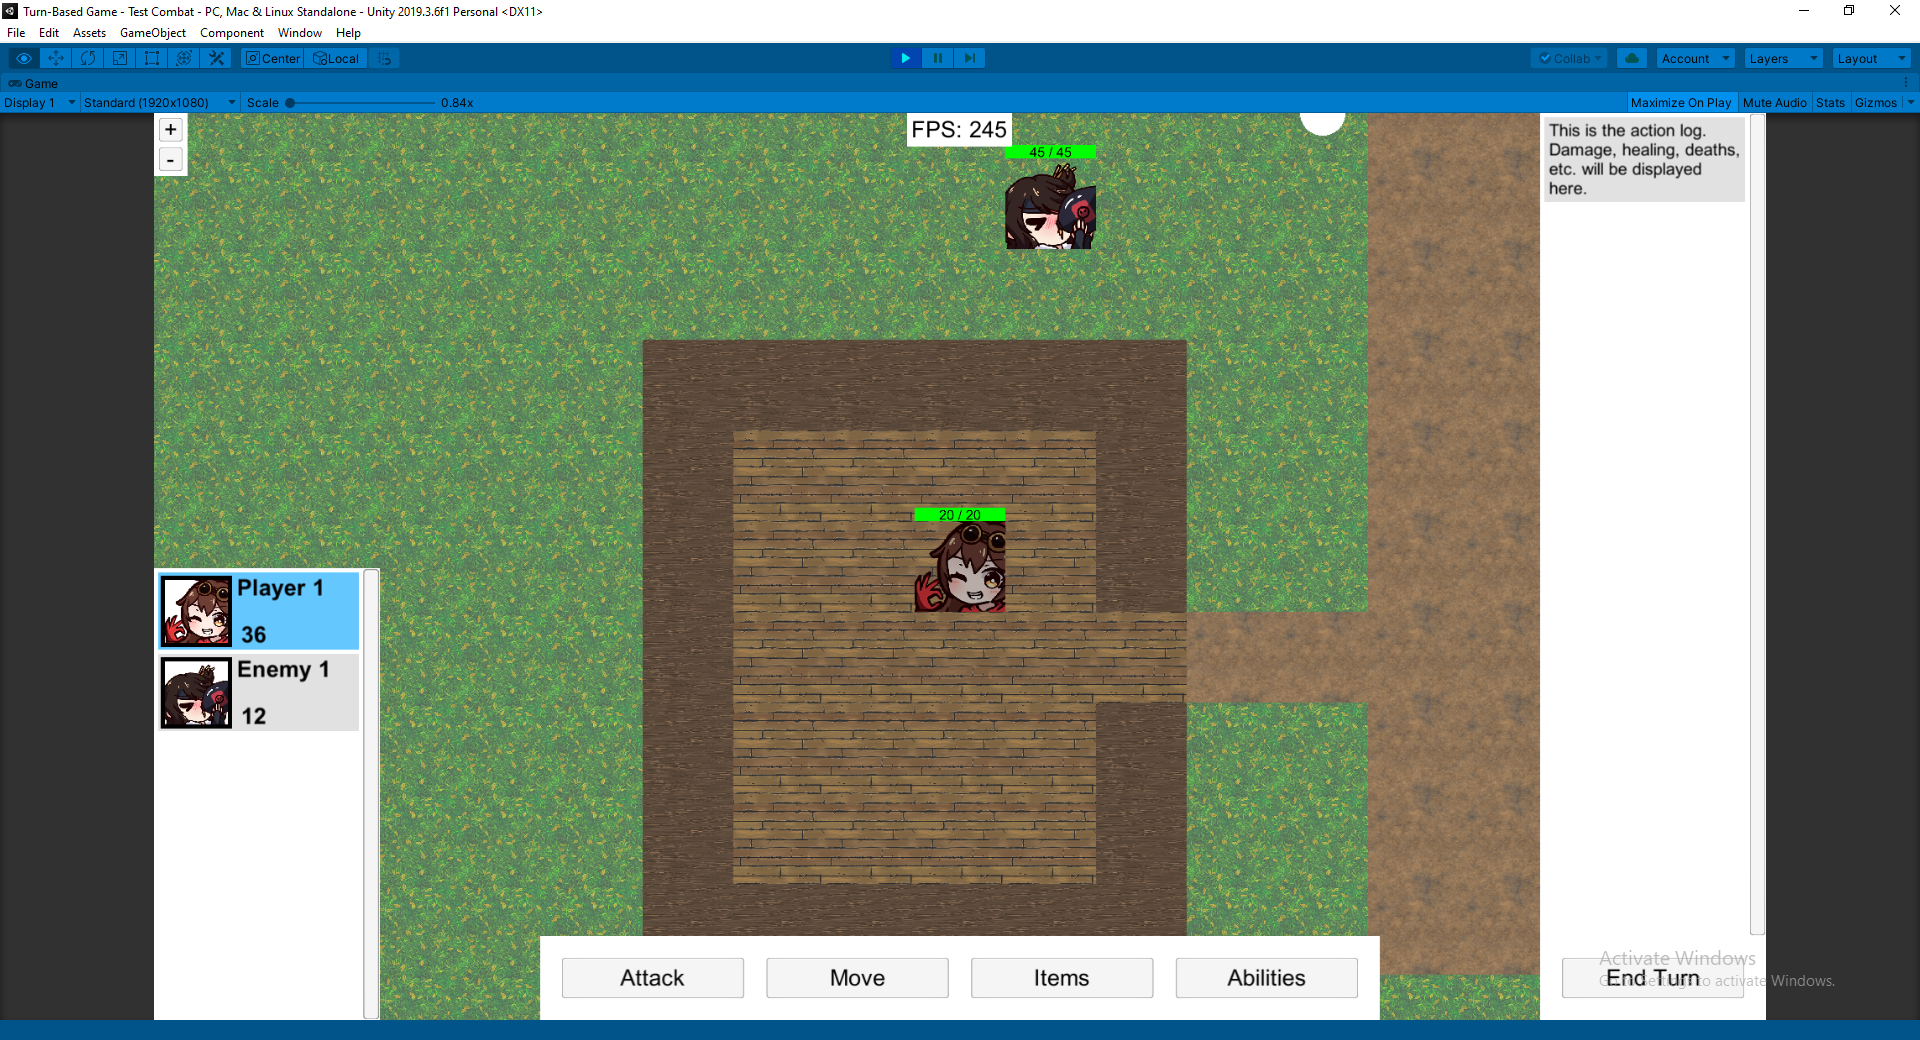 Turn-Based Game - Test Combat - PC, Mac & Linux Standalone - Unity 2019.3.6f1 Personal <DX11>
File Edit Assets GameObject Component Window Help
Center Local Collab Account Layers Layout
Game
Display 1 Standard (1920x1080) Scale 0.84x Maximize On Play Mute Audio Stats Gizmos
+
-
FPS: 245
45 / 45
This is the action log.
Damage, healing, deaths,
etc. will be displayed
here.
20 / 20
Player 1
36
Enemy 1
12
Attack Move Items Abilities
End Turn
Activate Windows
Go to Settings to activate Windows.